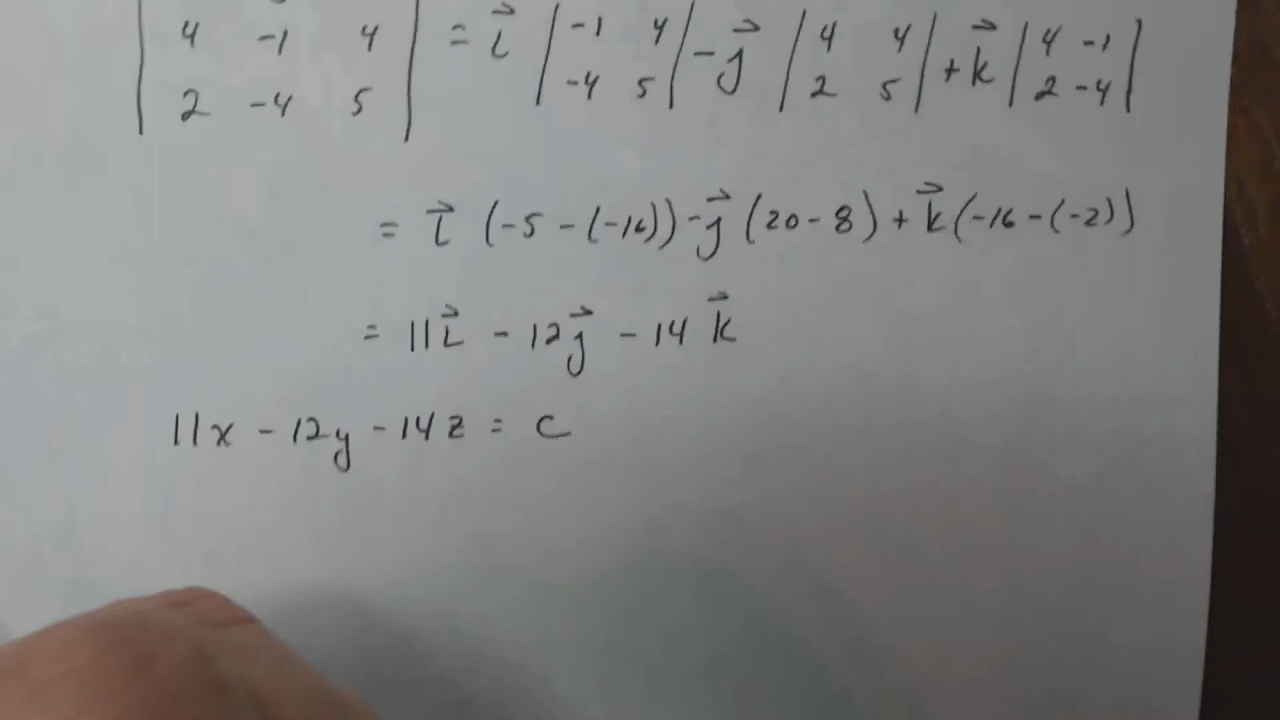 | 4 -1 4 | = i⃗ | -1 4 | - j⃗ | 4 4 | + k⃗ | 4 -1 |
| 2 -4 5 | | -4 5 | | 2 5 | | 2 -4 |
= i⃗ (-5 - (-16)) - j⃗ (20 - 8) + k⃗ (-16 - (-2))
= 11i⃗ - 12j⃗ - 14k⃗
11x - 12y - 14z = c